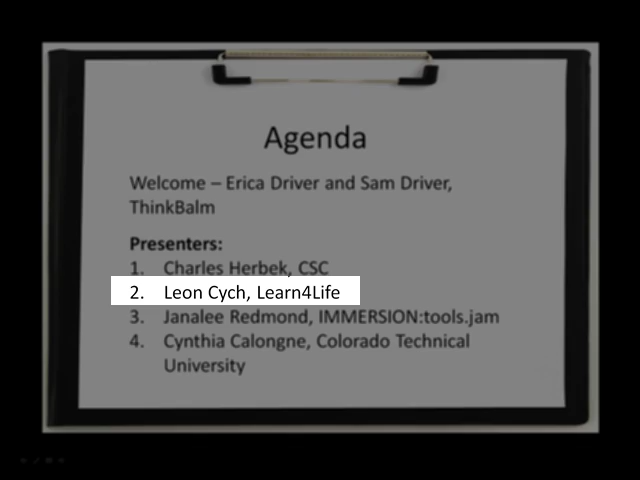 Agenda
Welcome – Erica Driver and Sam Driver,
ThinkBalm
Presenters:
1. Charles Herbek, CSC
2. Leon Cych, Learn4Life
3. Janalee Redmond, IMMERSION:tools.jam
4. Cynthia Calongne, Colorado Technical
University